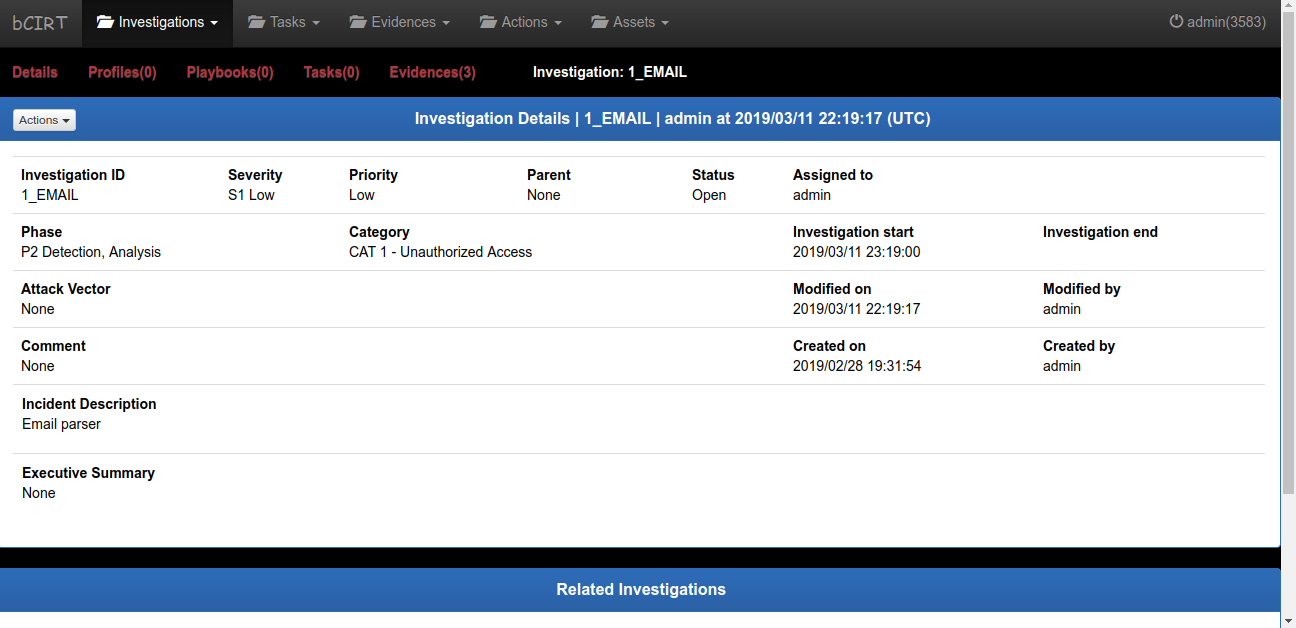 bCIRT Investigations Tasks Evidences Actions Assets admin(3583)
Details Profiles(0) Playbooks(0) Tasks(0) Evidences(3) Investigation: 1_EMAIL
Actions Investigation Details | 1_EMAIL | admin at 2019/03/11 22:19:17 (UTC)
Investigation ID Severity Priority Parent Status Assigned to
1_EMAIL S1 Low Low None Open admin
Phase Category Investigation start Investigation end
P2 Detection, Analysis CAT 1 - Unauthorized Access 2019/03/11 23:19:00
Attack Vector Modified on Modified by
None 2019/03/11 22:19:17 admin
Comment Created on Created by
None 2019/02/28 19:31:54 admin
Incident Description
Email parser
Executive Summary
None
Related Investigations